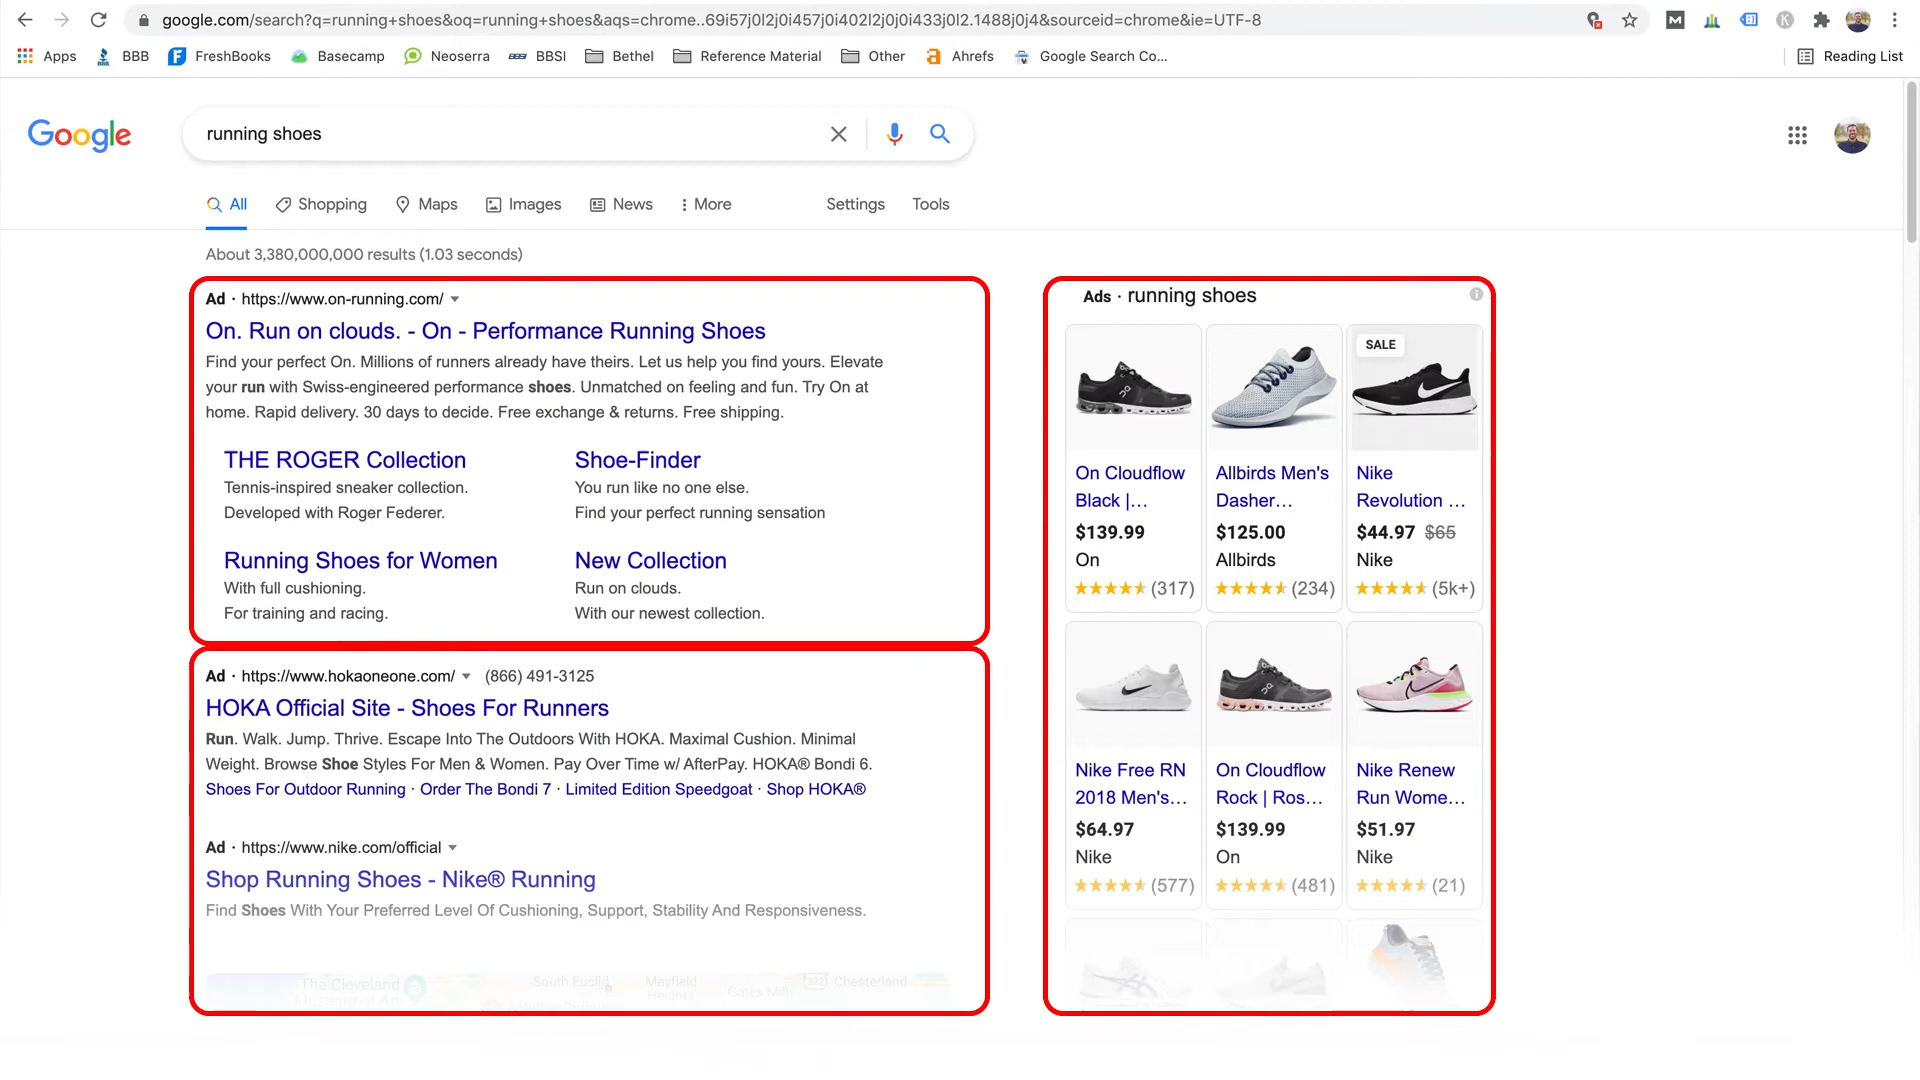 google.com/search?q=running+shoes&oq=running+shoes&aqs=chrome..69i57j0l2j0i457j0i402l2j0j0i433j0l2.1488j0j4&sourceid=chrome&ie=UTF-8
Apps BBB FreshBooks Basecamp Neoserra BBSI Bethel Reference Material Other Ahrefs Google Search Co... Reading List
Google running shoes
All Shopping Maps Images News More Settings Tools
About 3,380,000,000 results (1.03 seconds)
Ad · https://www.on-running.com/
On. Run on clouds. - On - Performance Running Shoes
Find your perfect On. Millions of runners already have theirs. Let us help you find yours. Elevate
your run with Swiss-engineered performance shoes. Unmatched on feeling and fun. Try On at
home. Rapid delivery. 30 days to decide. Free exchange & returns. Free shipping.
THE ROGER Collection
Tennis-inspired sneaker collection.
Developed with Roger Federer.
Shoe-Finder
You run like no one else.
Find your perfect running sensation
Running Shoes for Women
With full cushioning.
For training and racing.
New Collection
Run on clouds.
With our newest collection.
Ad · https://www.hokaoneone.com/ (866) 491-3125
HOKA Official Site - Shoes For Runners
Run. Walk. Jump. Thrive. Escape Into The Outdoors With HOKA. Maximal Cushion. Minimal
Weight. Browse Shoe Styles For Men & Women. Pay Over Time w/ AfterPay. HOKA® Bondi 6.
Shoes For Outdoor Running · Order The Bondi 7 · Limited Edition Speedgoat · Shop HOKA®
Ad · https://www.nike.com/official
Shop Running Shoes - Nike® Running
Find Shoes With Your Preferred Level Of Cushioning, Support, Stability And Responsiveness.
The Cleveland
Museum of Art
South Euclid
Mayfield
Heights
Gates Mills
322
Chesterland
Ads · running shoes
On Cloudflow
Black |...
$139.99
On
(317)
Allbirds Men's
Dasher...
$125.00
Allbirds
(234)
SALE
Nike
Revolution ...
$44.97 $65
Nike
(5k+)
Nike Free RN
2018 Men's...
$64.97
Nike
(577)
On Cloudflow
Rock | Ros...
$139.99
On
(481)
Nike Renew
Run Wome...
$51.97
Nike
(21)